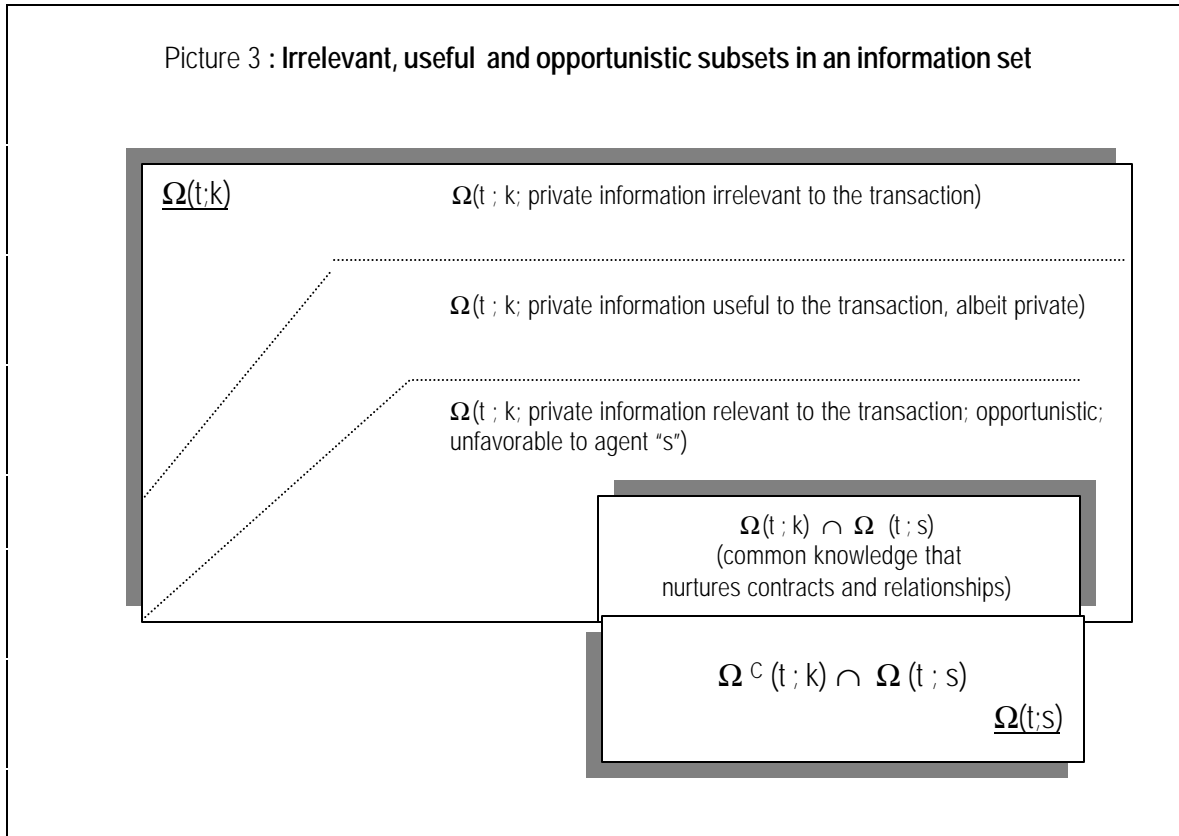 Picture 3 : Irrelevant, useful and opportunistic subsets in an information set
Ω(t;k)
Ω(t ; k; private information irrelevant to the transaction)
Ω(t ; k; private information useful to the transaction, albeit private)
Ω(t ; k; private information relevant to the transaction; opportunistic;
unfavorable to agent “s”)
Ω(t ; k) ∩ Ω (t ; s)
(common knowledge that
nurtures contracts and relationships)
Ω ᶜ (t ; k) ∩ Ω (t ; s)
Ω(t;s)